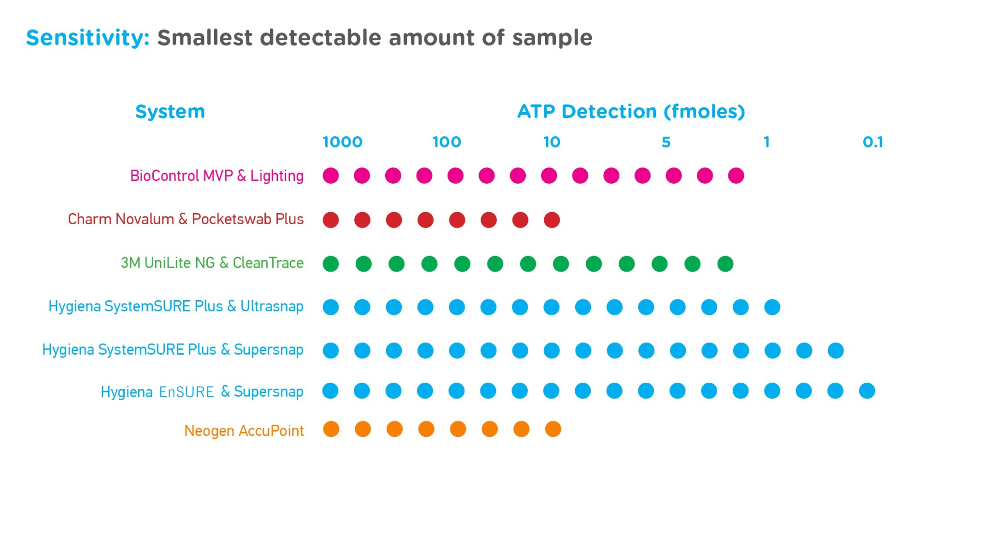 Sensitivity: Smallest detectable amount of sample
System ATP Detection (fmoles)
1000 100 10 5 1 0.1
BioControl MVP & Lighting
Charm Novalum & Pocketswab Plus
3M UniLite NG & CleanTrace
Hygiena SystemSURE Plus & Ultrasnap
Hygiena SystemSURE Plus & Supersnap
Hygiena EnSURE & Supersnap
Neogen AccuPoint